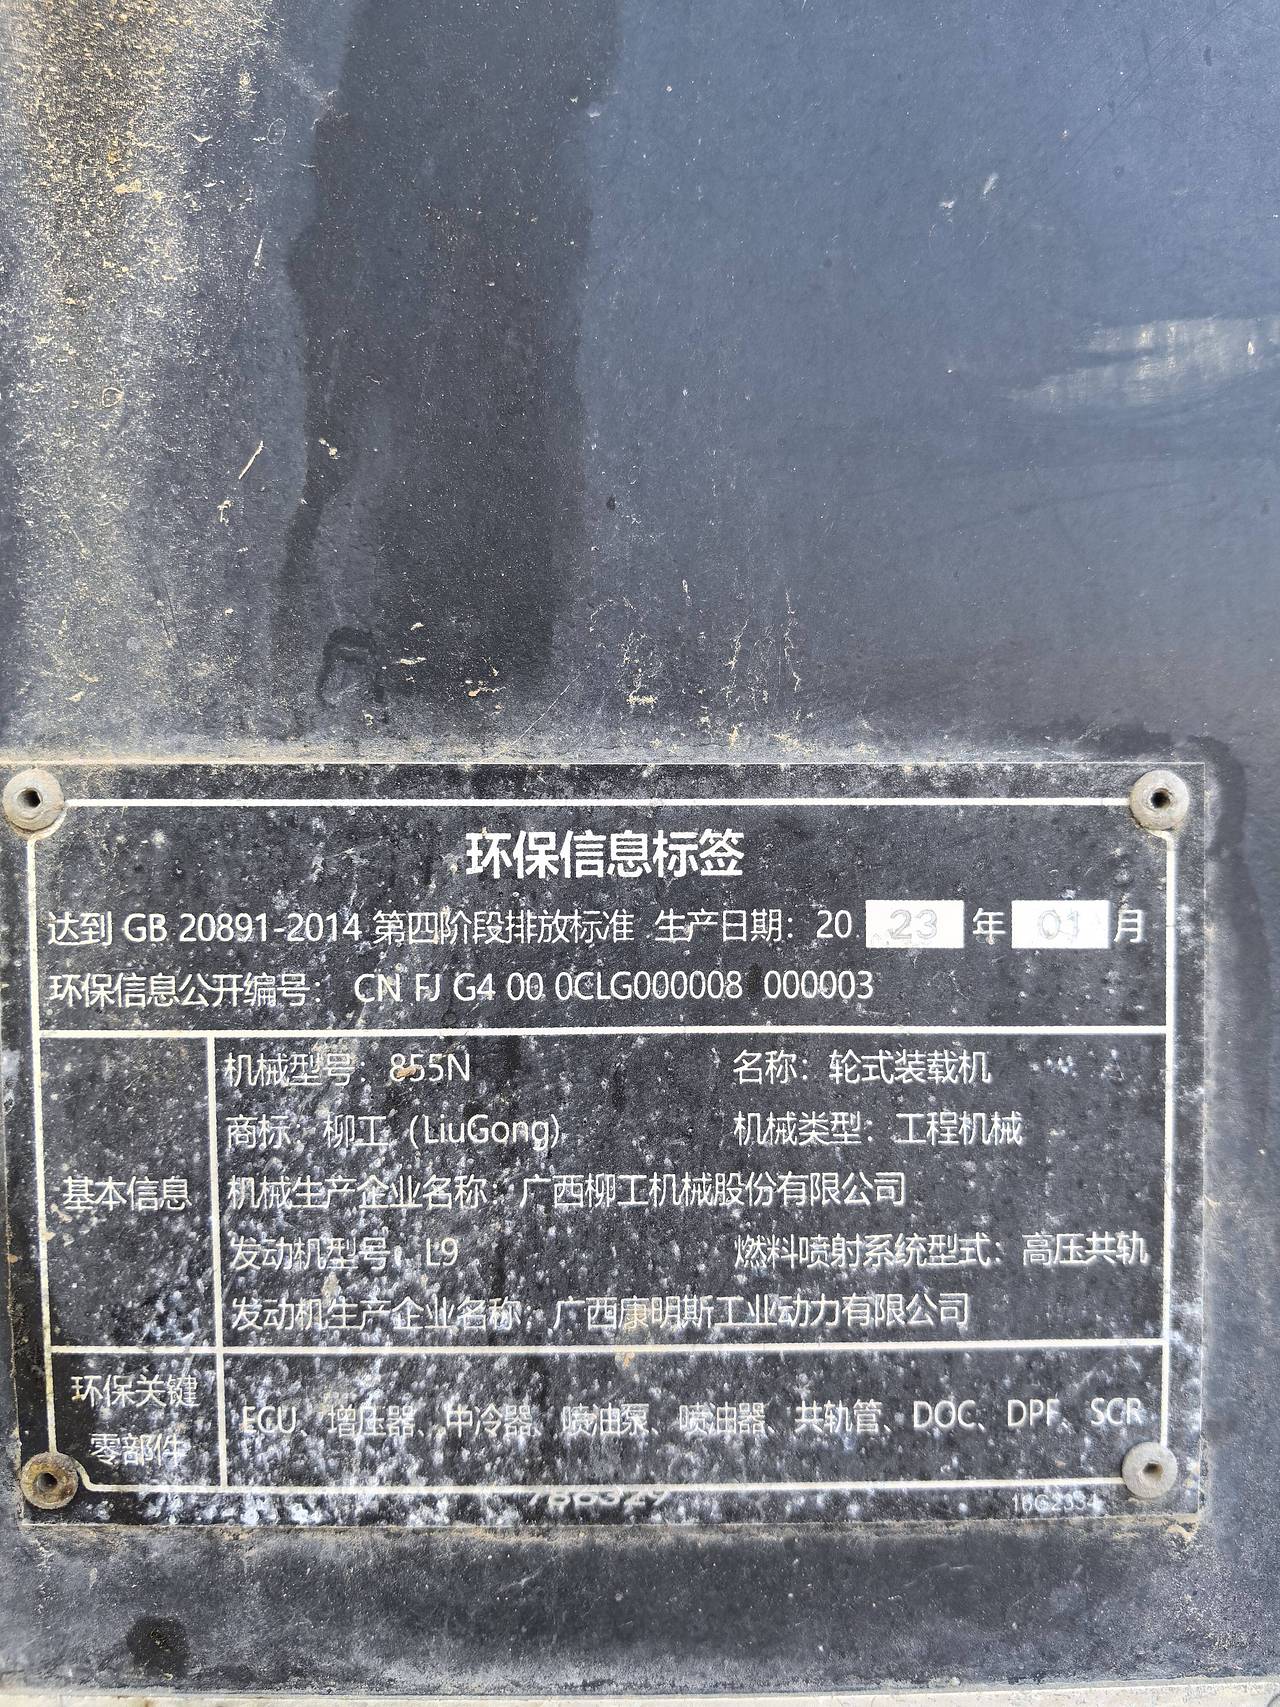 环保信息标签
达到 GB 20891-2014 第四阶段排放标准 生产日期：20 23 年 01 月
环保信息公开编号： CN FJ G4 00 0CLG000008 000003
基本信息
机械型号：855N 名称：轮式装载机
商标：柳工（LiuGong） 机械类型：工程机械
机械生产企业名称：广西柳工机械股份有限公司
发动机型号：L9 燃料喷射系统型式：高压共轨
发动机生产企业名称：广西康明斯工业动力有限公司
环保关键
零部件
ECU、增压器、中冷器、喷油泵、喷油器、共轨管、DOC、DPF、SCR